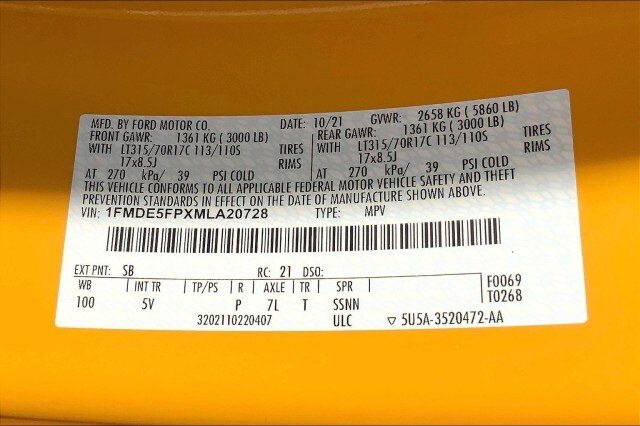 MFD. BY FORD MOTOR CO. DATE: 10/21 GVWR: 2658 KG ( 5860 LB)
FRONT GAWR: 1361 KG ( 3000 LB) REAR GAWR: 1361 KG ( 3000 LB)
LT315/70R17C 113/110S TIRES LT315/70R17C 113/110S TIRES
17x8.5J RIMS 17x8.5J RIMS
AT 270 kPa/ 39 PSI COLD AT 270 kPa/ 39 PSI COLD
THIS VEHICLE CONFORMS TO ALL APPLICABLE FEDERAL MOTOR VEHICLE SAFETY AND THEFT
PREVENTION STANDARDS IN EFFECT ON THE DATE OF MANUFACTURE SHOWN ABOVE.
VIN: 1FMDE5FPXMLA20728 TYPE: MPV
EXT PNT: SB RC: 21 DSO:
WB INT TR TP/PS R AXLE TR SPR F0069
100 5V P 7L T SSNN T0268
3202110220407 ULC ▽ 5U5A-3520472-AA